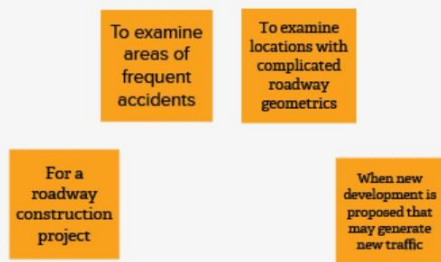 To examine
areas of
frequent
accidents
To examine
locations with
complicated
roadway
geometrics
For a
roadway
construction
project
When new
development is
proposed that
may generate
new traffic